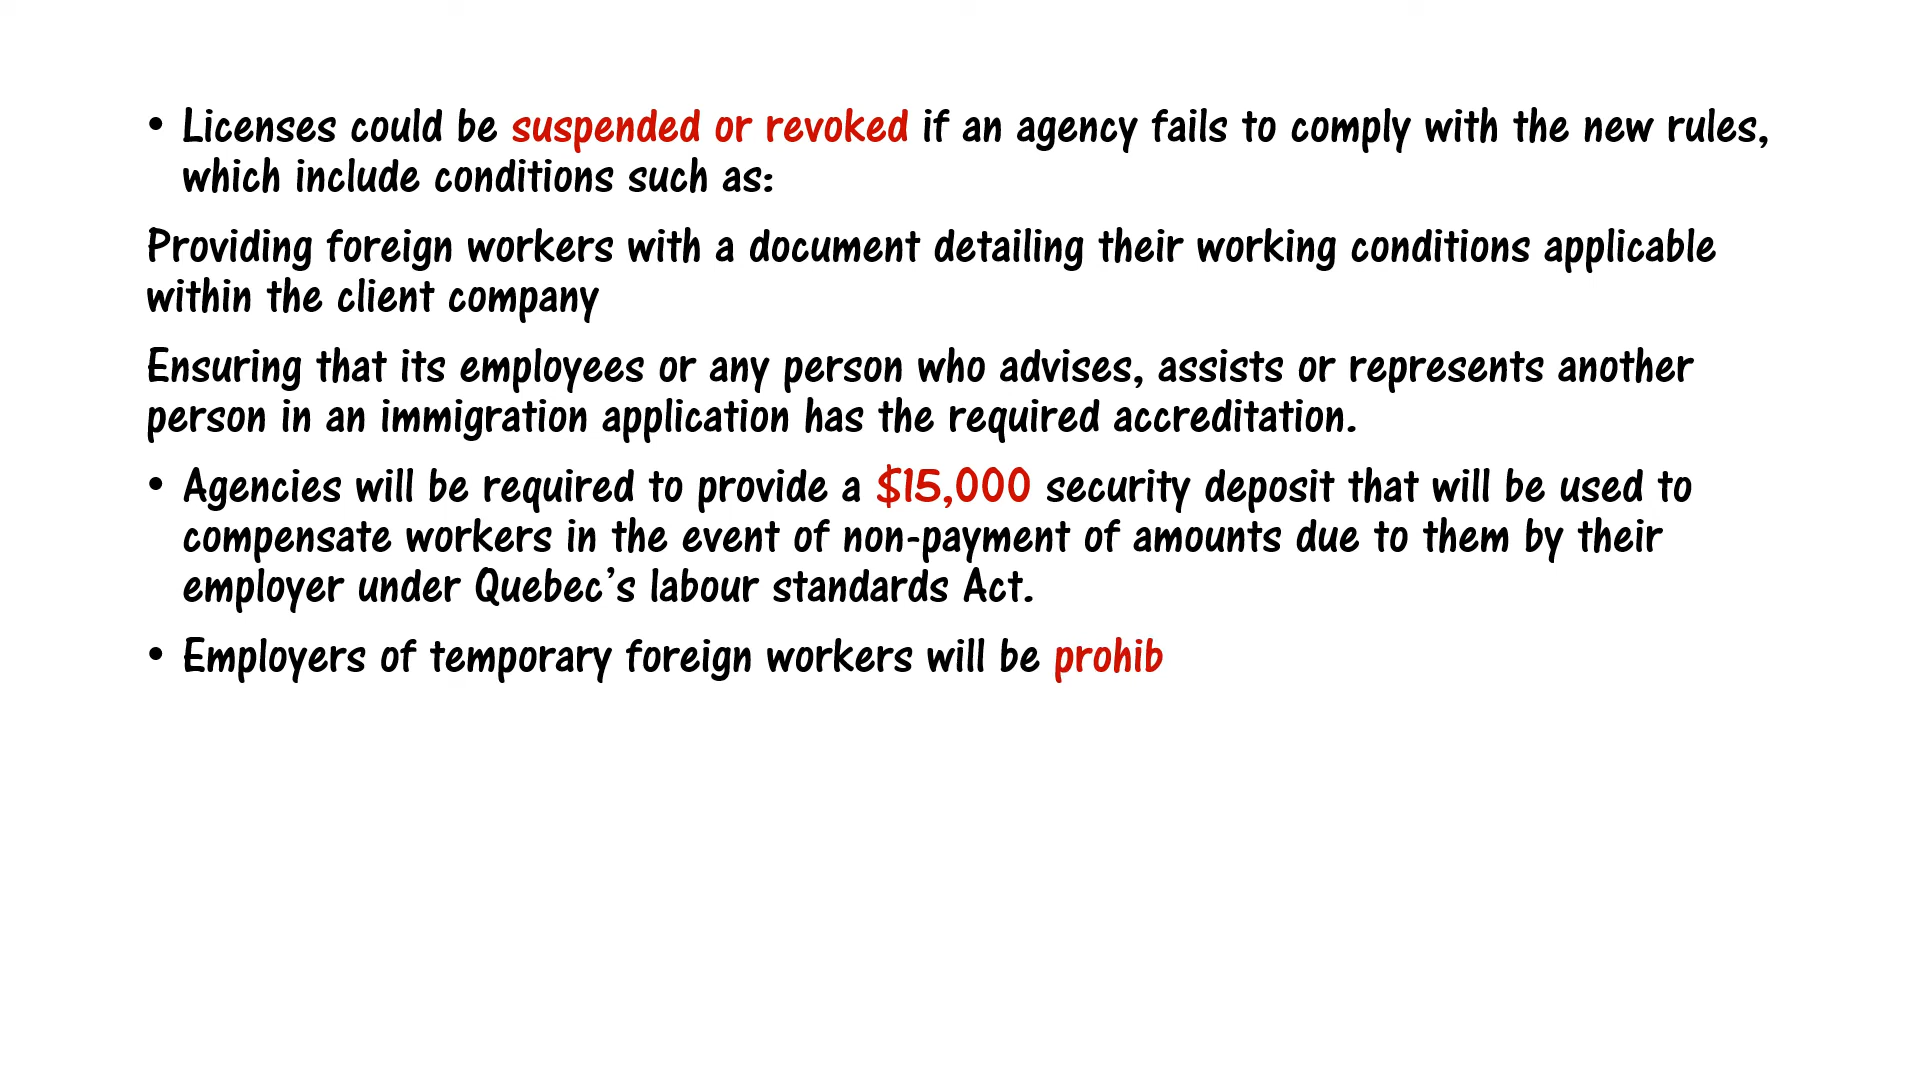 • Licenses could be suspended or revoked if an agency fails to comply with the new rules,
which include conditions such as:
Providing foreign workers with a document detailing their working conditions applicable
within the client company
Ensuring that its employees or any person who advises, assists or represents another
person in an immigration application has the required accreditation.
• Agencies will be required to provide a $15,000 security deposit that will be used to
compensate workers in the event of non-payment of amounts due to them by their
employer under Quebec’s labour standards Act.
• Employers of temporary foreign workers will be prohib